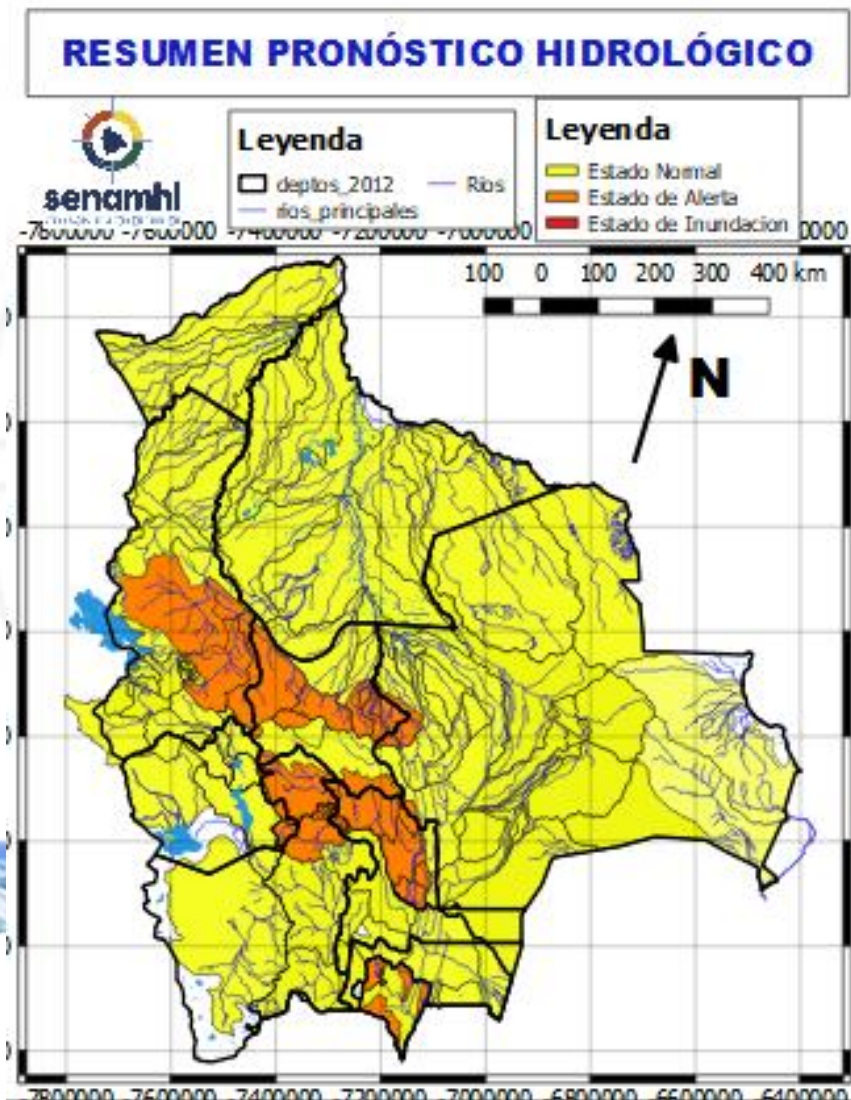 RESUMEN PRONÓSTICO HIDROLÓGICO
senamhi
Leyenda
deptos_2012
Rios
rios_principales
Leyenda
Estado Normal
Estado de Alerta
Estado de Inundacion
-7800000 -7600000 -7400000 -7200000 -7000000
100 0 100 200 300 400 km
N
-7800000 -7600000 -7400000 -7200000 -7000000 -6800000 -6600000 -6400000